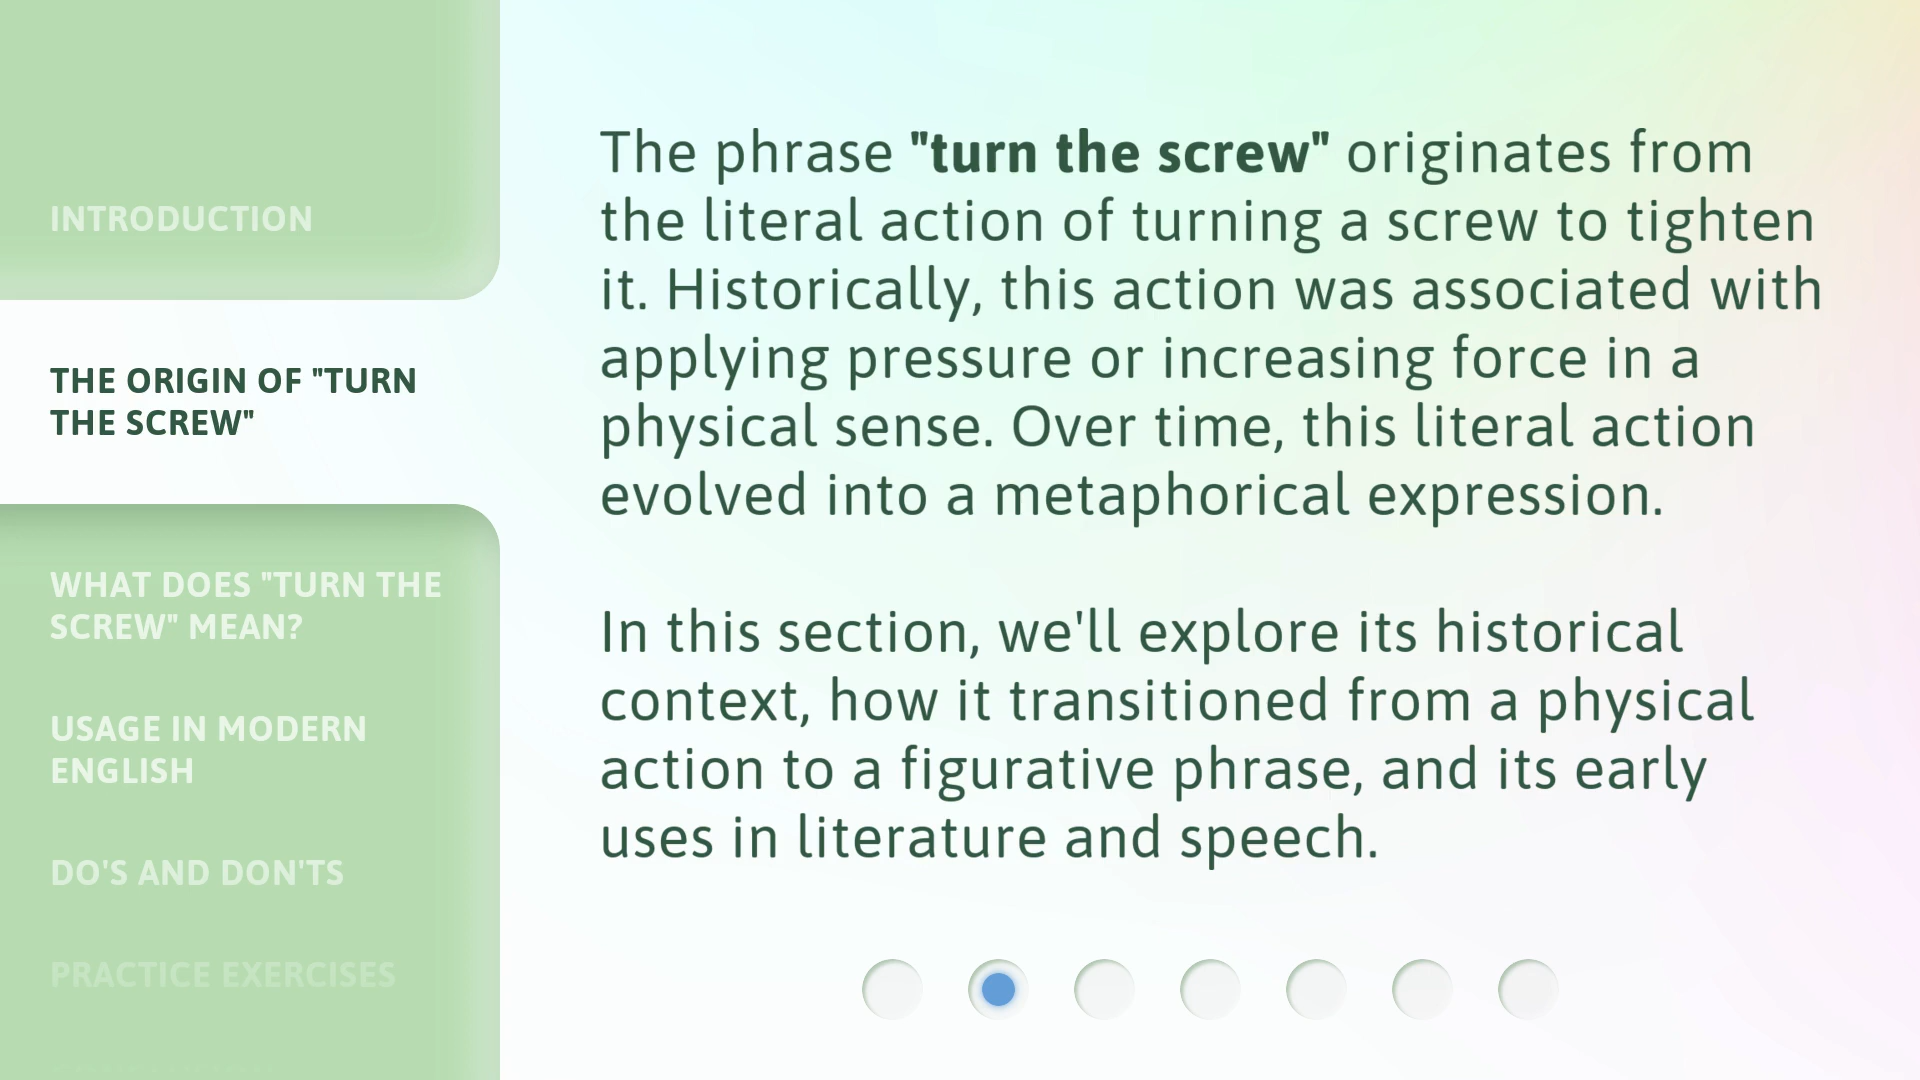 INTRODUCTION
THE ORIGIN OF "TURN
THE SCREW"
WHAT DOES "TURN THE
SCREW" MEAN?
USAGE IN MODERN
ENGLISH
DO'S AND DON'TS
PRACTICE EXERCISES
The phrase "turn the screw" originates from
the literal action of turning a screw to tighten
it. Historically, this action was associated with
applying pressure or increasing force in a
physical sense. Over time, this literal action
evolved into a metaphorical expression.
In this section, we'll explore its historical
context, how it transitioned from a physical
action to a figurative phrase, and its early
uses in literature and speech.